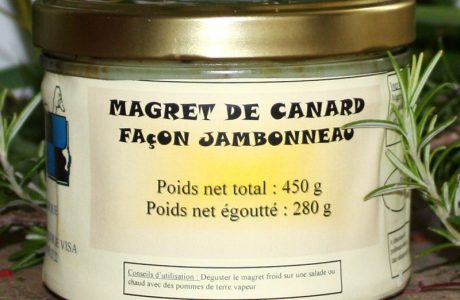 MAGRET DE CANARD
FAÇON JAMBONNEAU
Poids net total : 450 g
Poids net égoutté : 280 g
VISA
Conseils d'utilisation : Déguster le magret froid sur une salade ou
chaud avec des pommes de terre vapeur